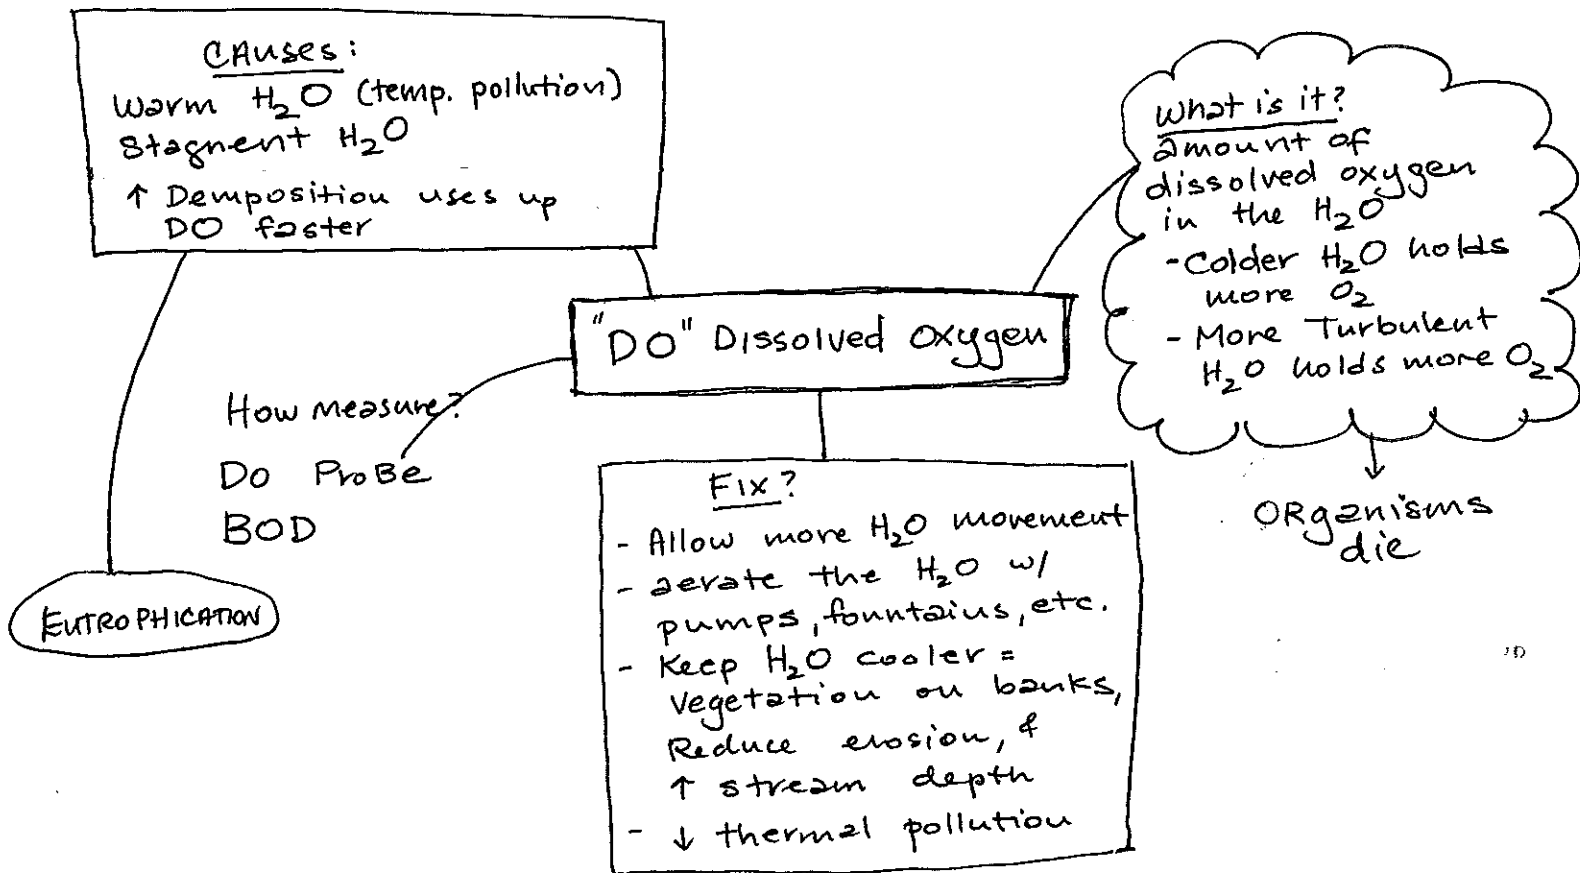 CAuses:
Warm H₂O (temp. pollution)
Stagnent H₂O
↑ Demposition uses up
DO faster
What is it?
amount of
dissolved oxygen
in the H₂O
- Colder H₂O holds
more O₂
- More Turbulent
H₂O holds more O₂
"DO" Dissolved Oxygen
How measure?
Do ProBe
BOD
EUTROPHICATION
Fix?
- Allow more H₂O movement
- aerate the H₂O w/
pumps, fountains, etc.
- Keep H₂O cooler =
Vegetation on banks,
Reduce erosion, &
↑ stream depth
- ↓ thermal pollution
ORganisms
die